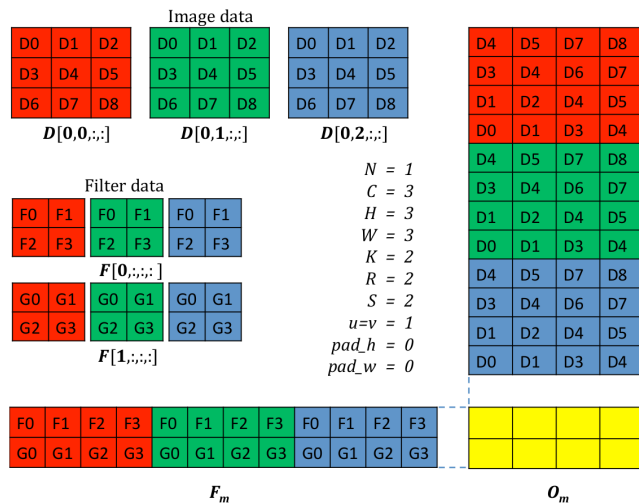 Image data
D0 D1 D2
D3 D4 D5
D6 D7 D8
D[0,0,:,:]
D0 D1 D2
D3 D4 D5
D6 D7 D8
D[0,1,:,:]
D0 D1 D2
D3 D4 D5
D6 D7 D8
D[0,2,:,:]
Filter data
F0 F1 F0 F1 F0 F1
F2 F3 F2 F3 F2 F3
F[0,:,:,:]
G0 G1 G0 G1 G0 G1
G2 G3 G2 G3 G2 G3
F[1,:,:,:]
N = 1
C = 3
H = 3
W = 3
K = 2
R = 2
S = 2
u=v = 1
pad_h = 0
pad_w = 0
D4 D5 D7 D8
D3 D4 D6 D7
D1 D2 D4 D5
D0 D1 D3 D4
D4 D5 D7 D8
D3 D4 D6 D7
D1 D2 D4 D5
D0 D1 D3 D4
D4 D5 D7 D8
D3 D4 D6 D7
D1 D2 D4 D5
D0 D1 D3 D4
F0 F1 F2 F3 F0 F1 F2 F3 F0 F1 F2 F3
G0 G1 G2 G3 G0 G1 G2 G3 G0 G1 G2 G3
Fm
Om